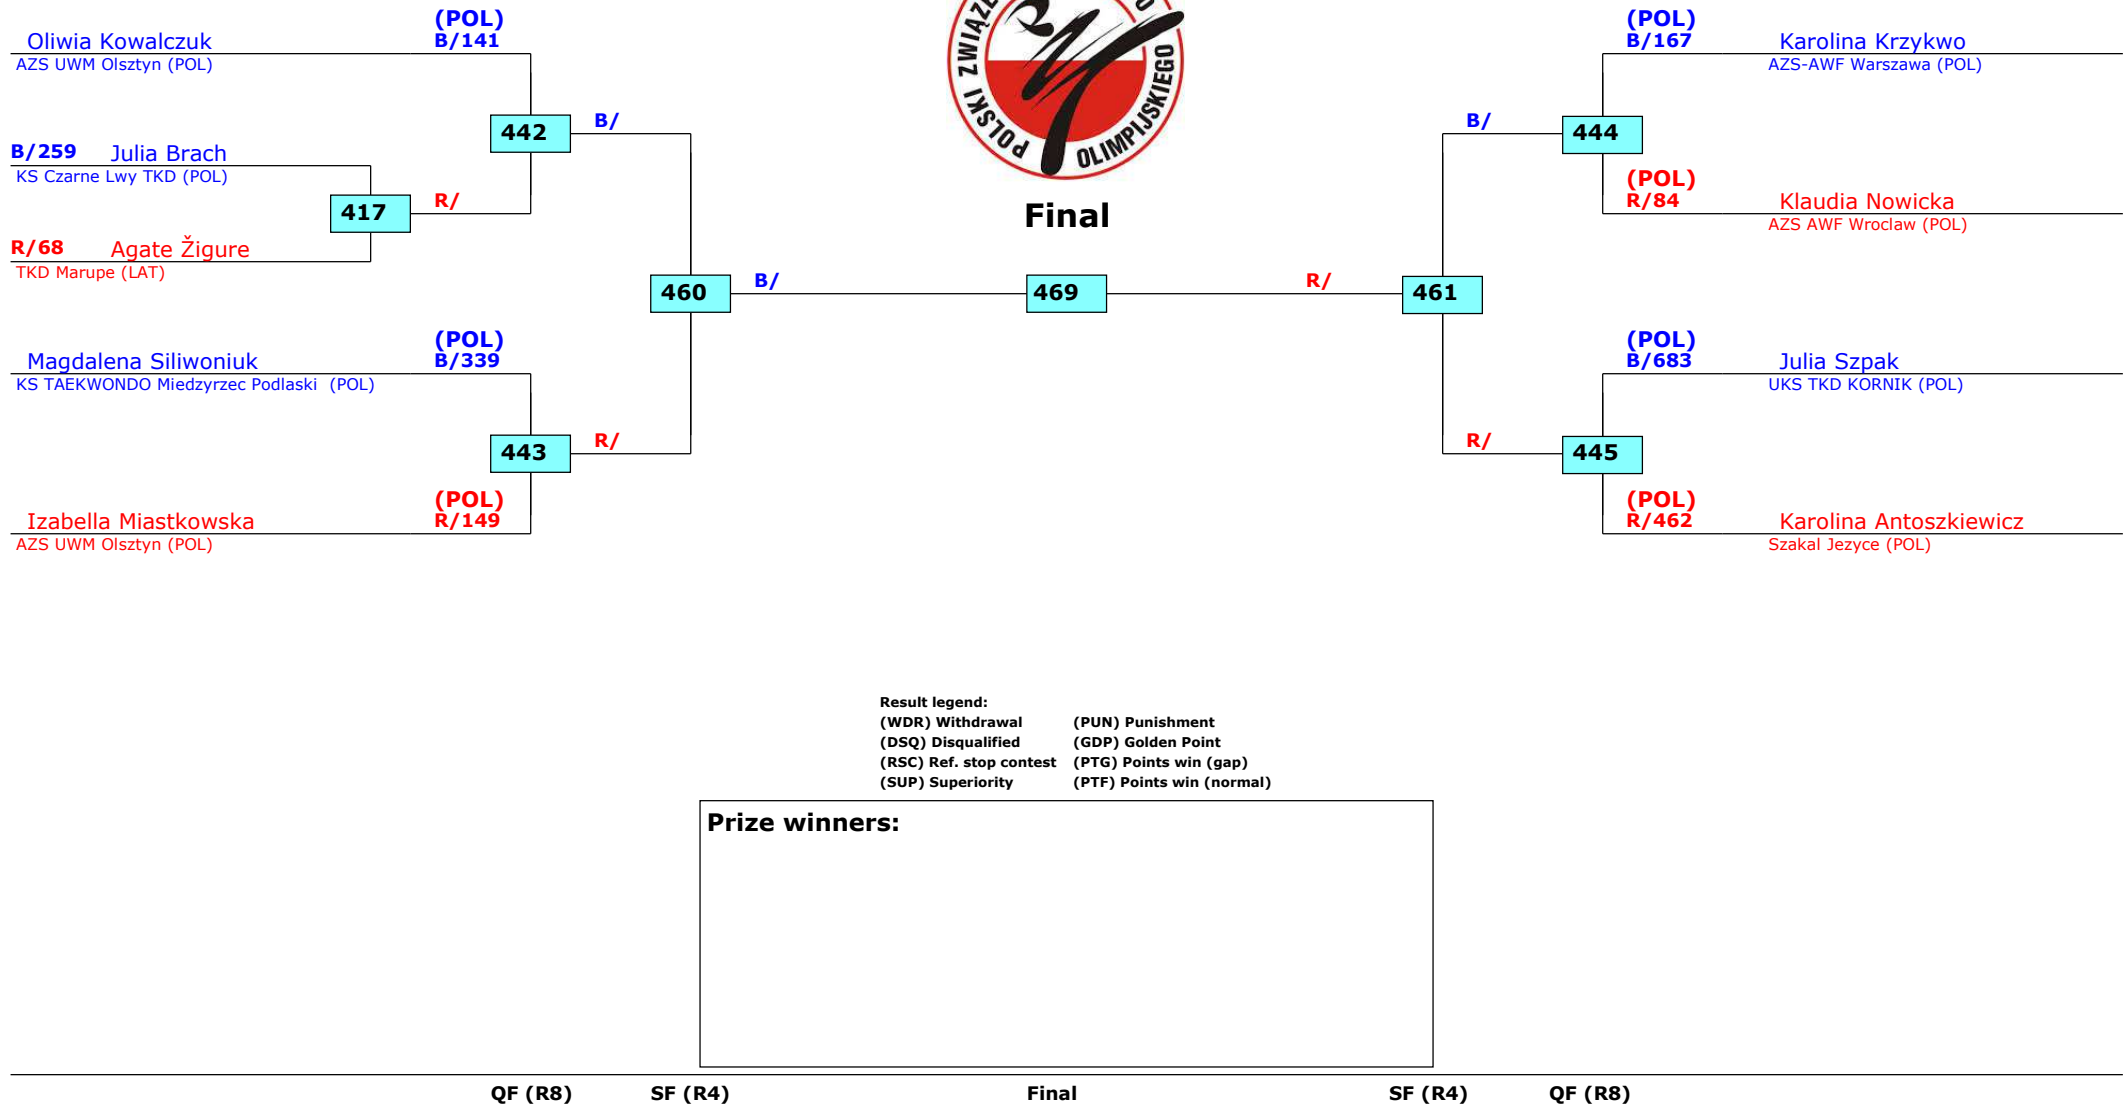 POLSKI ZWIĄZE
OLIMPIJSKIEGO
Final
(POL)
Oliwia Kowalczuk B/141
AZS UWM Olsztyn (POL)
442
B/
B/259 Julia Brach
KS Czarne Lwy TKD (POL)
417
R/
R/68 Agate Žigure
TKD Marupe (LAT)
460
B/
469
(POL)
Magdalena Siliwoniuk B/339
KS TAEKWONDO Miedzyrzec Podlaski (POL)
443
R/
(POL)
Izabella Miastkowska R/149
AZS UWM Olsztyn (POL)
(POL)
B/167 Karolina Krzykwo
AZS-AWF Warszawa (POL)
B/
444
(POL)
R/84 Klaudia Nowicka
AZS AWF Wroclaw (POL)
R/
461
(POL)
B/683 Julia Szpak
UKS TKD KORNIK (POL)
R/
445
(POL)
R/462 Karolina Antoszkiewicz
Szakal Jezyce (POL)
Result legend:
(WDR) Withdrawal (PUN) Punishment
(DSQ) Disqualified (GDP) Golden Point
(RSC) Ref. stop contest (PTG) Points win (gap)
(SUP) Superiority (PTF) Points win (normal)
Prize winners:
QF (R8) SF (R4) Final SF (R4) QF (R8)